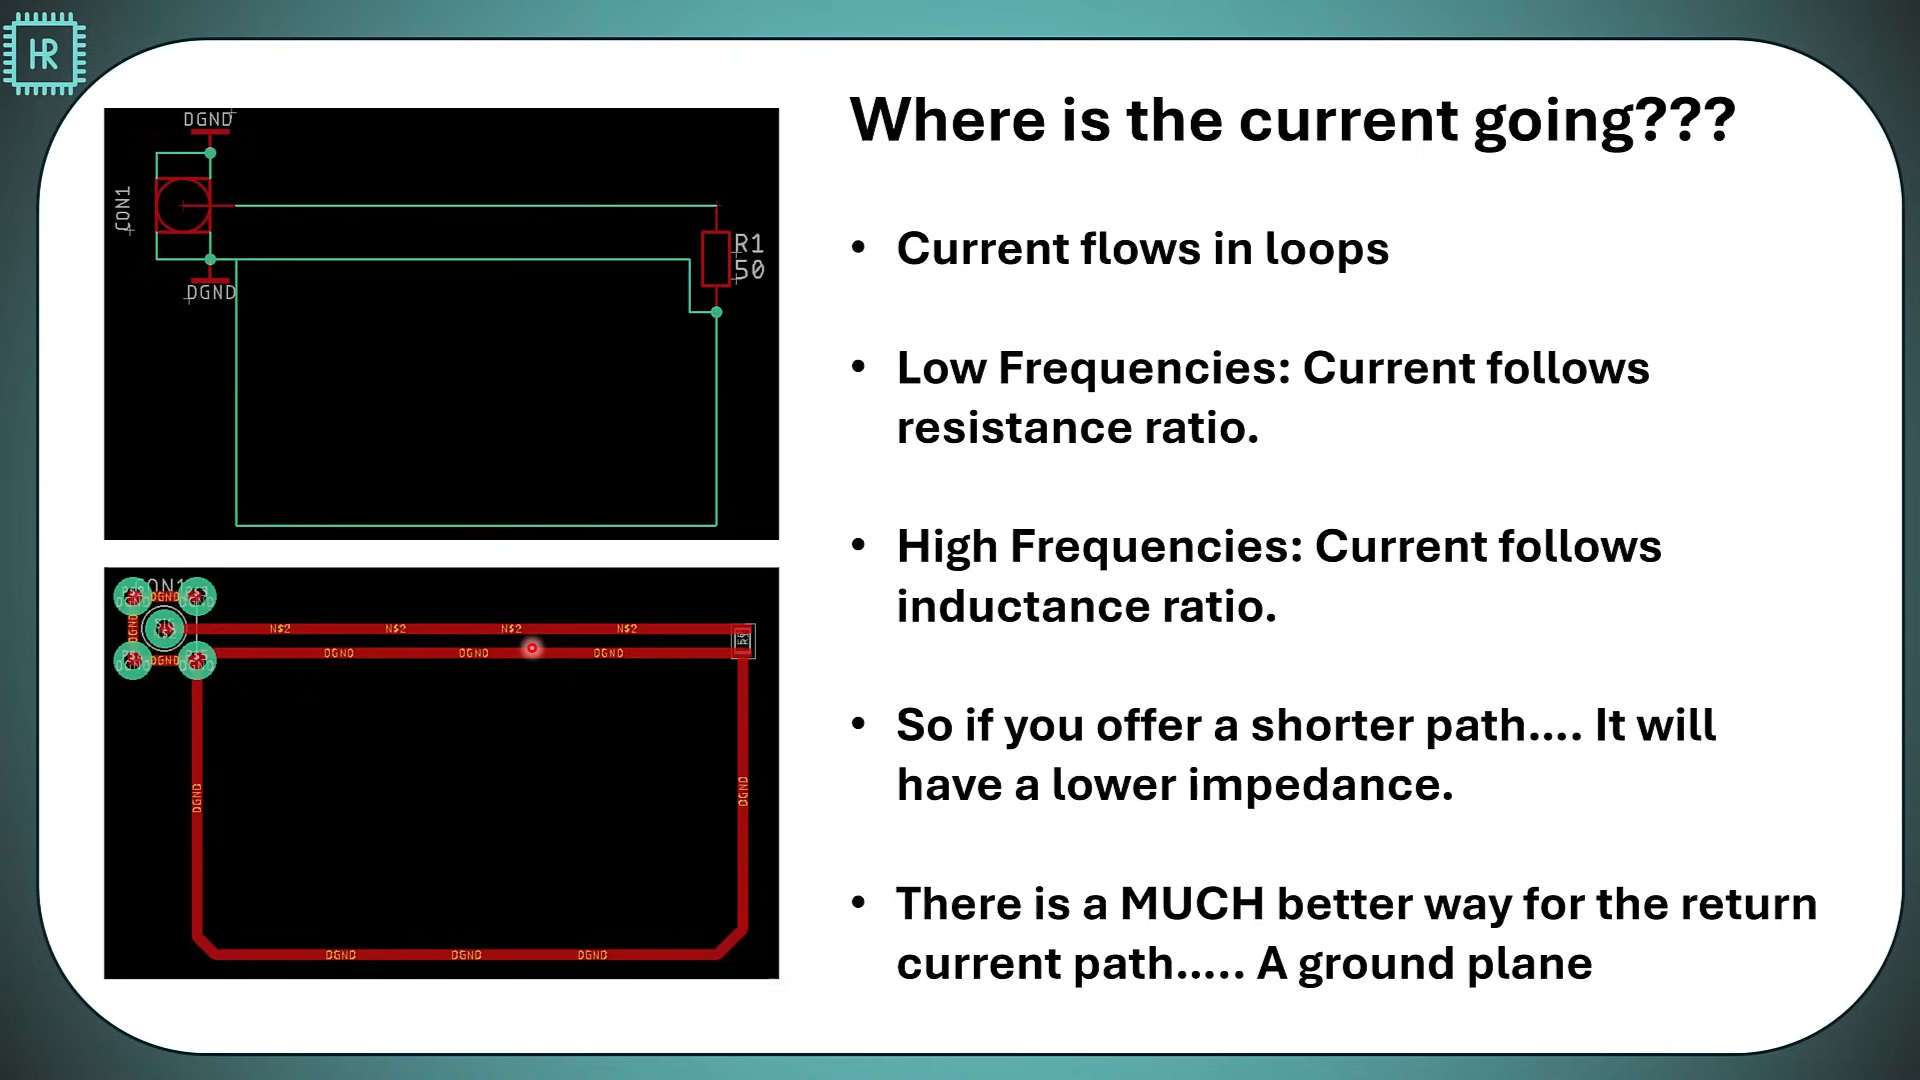 HR
Where is the current going???
• Current flows in loops
• Low Frequencies: Current follows
resistance ratio.
• High Frequencies: Current follows
inductance ratio.
• So if you offer a shorter path.... It will
have a lower impedance.
• There is a MUCH better way for the return
current path..... A ground plane
DGND
CON1
R1
50
DGND
CON1
DGND
DGND
DGND
N$2 N$2 N$2 N$2
DGND DGND DGND
DGND
DGND
DGND DGND DGND